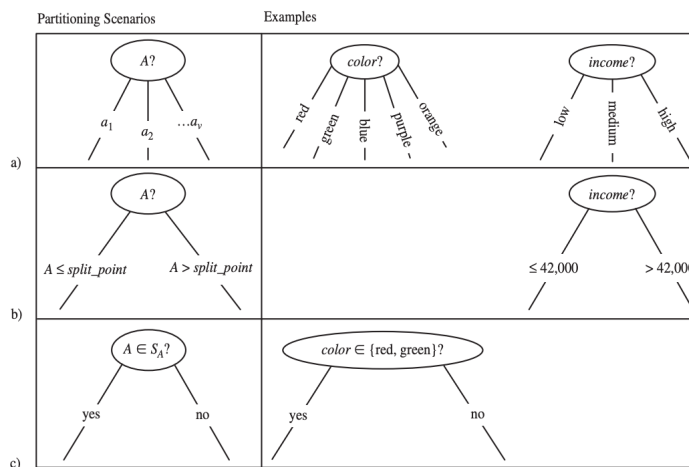 Partitioning Scenarios Examples
A? color? income?
a1 a2 …av red green blue purple orange low medium high
a)
A? income?
A ≤ split_point A > split_point ≤ 42,000 > 42,000
b)
A ∈ SA? color ∈ {red, green}?
yes no yes no
c)